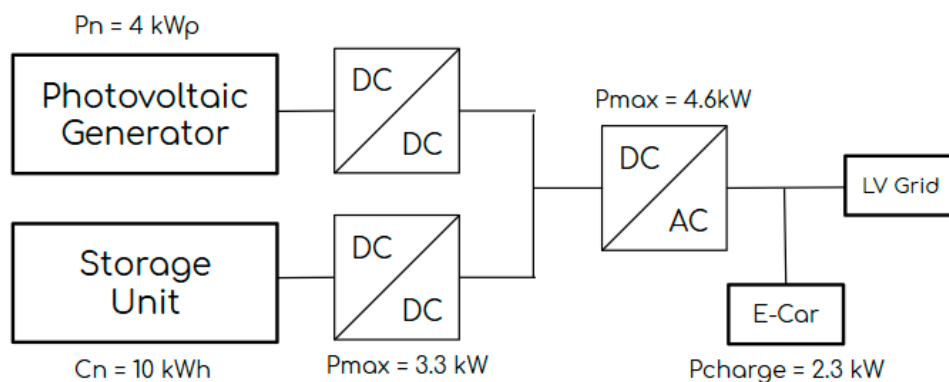 Pn = 4 kWp
Photovoltaic
Generator
DC
DC
Pmax = 4.6kW
DC
AC
LV Grid
Storage
Unit
DC
DC
E-Car
Cn = 10 kWh
Pmax = 3.3 kW
Pcharge = 2.3 kW